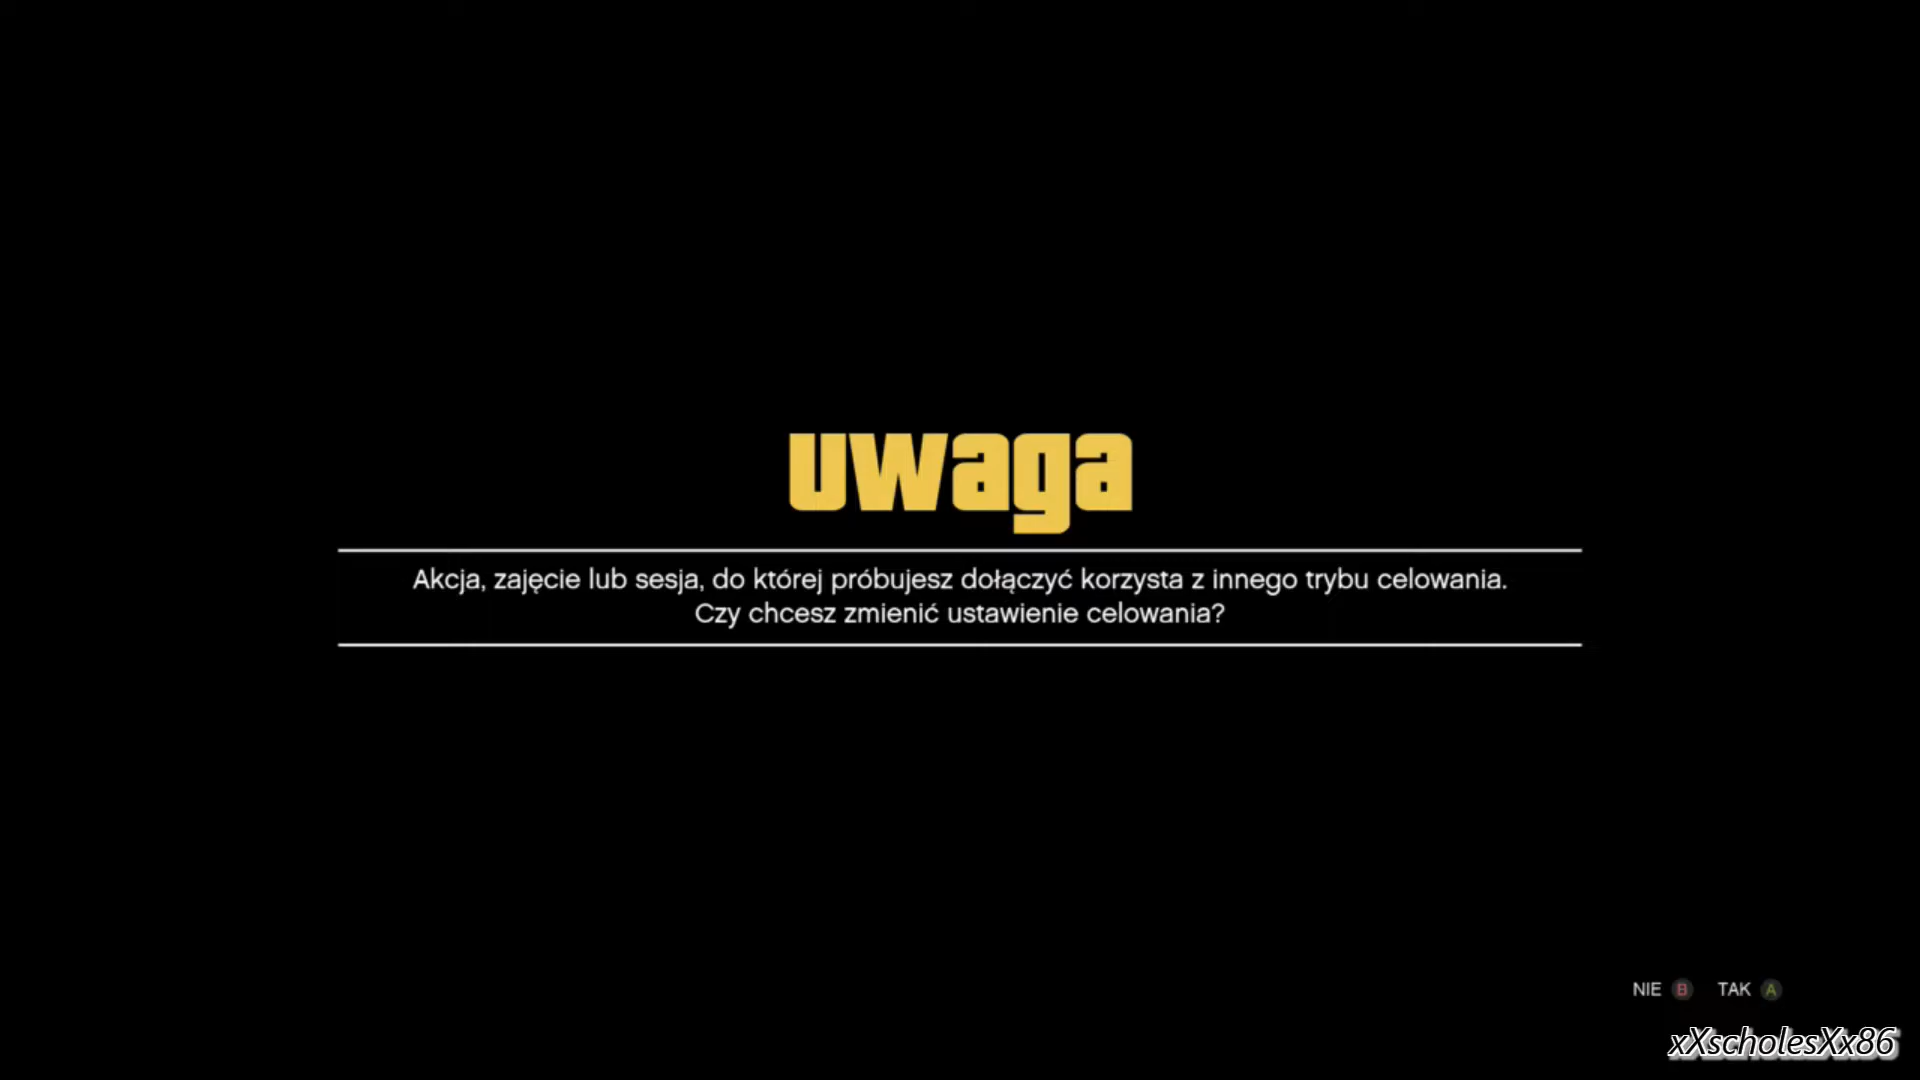 uwaga
Akcja, zajęcie lub sesja, do której próbujesz dołączyć korzysta z innego trybu celowania.
Czy chcesz zmienić ustawienie celowania?
NIE B TAK A
xXscholesXx86